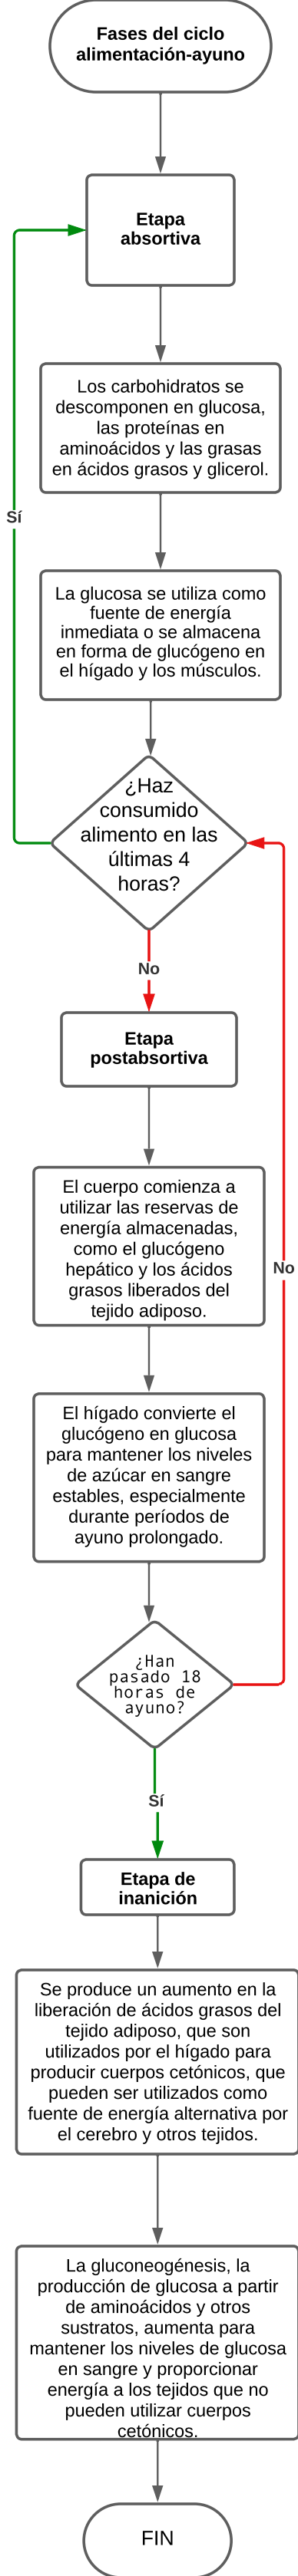 Fases del ciclo
alimentación-ayuno
Etapa
absortiva
Los carbohidratos se
descomponen en glucosa,
las proteínas en
aminoácidos y las grasas
en ácidos grasos y glicerol.
Sí
La glucosa se utiliza como
fuente de energía
inmediata o se almacena
en forma de glucógeno en
el hígado y los músculos.
¿Haz
consumido
alimento en las
últimas 4
horas?
No
Etapa
postabsortiva
El cuerpo comienza a
utilizar las reservas de
energía almacenadas,
como el glucógeno
hepático y los ácidos
grasos liberados del
tejido adiposo.
No
El hígado convierte el
glucógeno en glucosa
para mantener los niveles
de azúcar en sangre
estables, especialmente
durante períodos de
ayuno prolongado.
¿Han
pasado 18
horas de
ayuno?
Sí
Etapa de
inanición
Se produce un aumento en la
liberación de ácidos grasos del
tejido adiposo, que son
utilizados por el hígado para
producir cuerpos cetónicos, que
pueden ser utilizados como
fuente de energía alternativa por
el cerebro y otros tejidos.
La gluconeogénesis, la
producción de glucosa a partir
de aminoácidos y otros
sustratos, aumenta para
mantener los niveles de glucosa
en sangre y proporcionar
energía a los tejidos que no
pueden utilizar cuerpos
cetónicos.
FIN